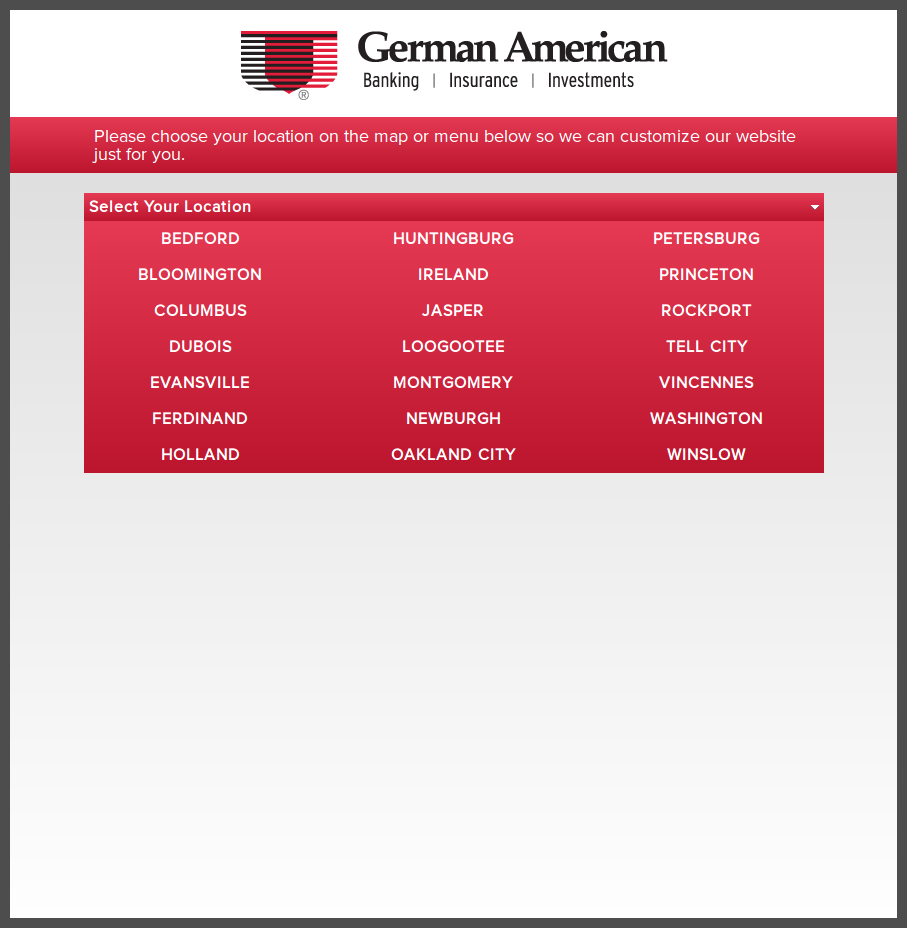 German American
Banking | Insurance | Investments
®
Please choose your location on the map or menu below so we can customize our website
just for you.
Select Your Location
BEDFORD HUNTINGBURG PETERSBURG
BLOOMINGTON IRELAND PRINCETON
COLUMBUS JASPER ROCKPORT
DUBOIS LOOGOOTEE TELL CITY
EVANSVILLE MONTGOMERY VINCENNES
FERDINAND NEWBURGH WASHINGTON
HOLLAND OAKLAND CITY WINSLOW